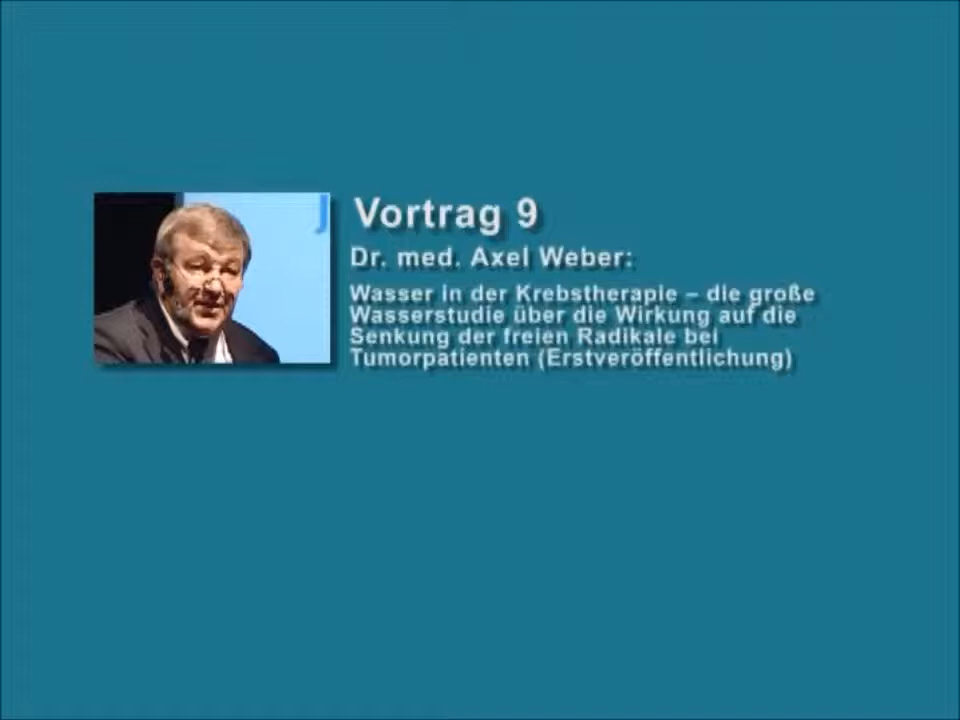 Vortrag 9
Dr. med. Axel Weber:
Wasser in der Krebstherapie – die große
Wasserstudie über die Wirkung auf die
Senkung der freien Radikale bei
Tumorpatienten (Erstveröffentlichung)